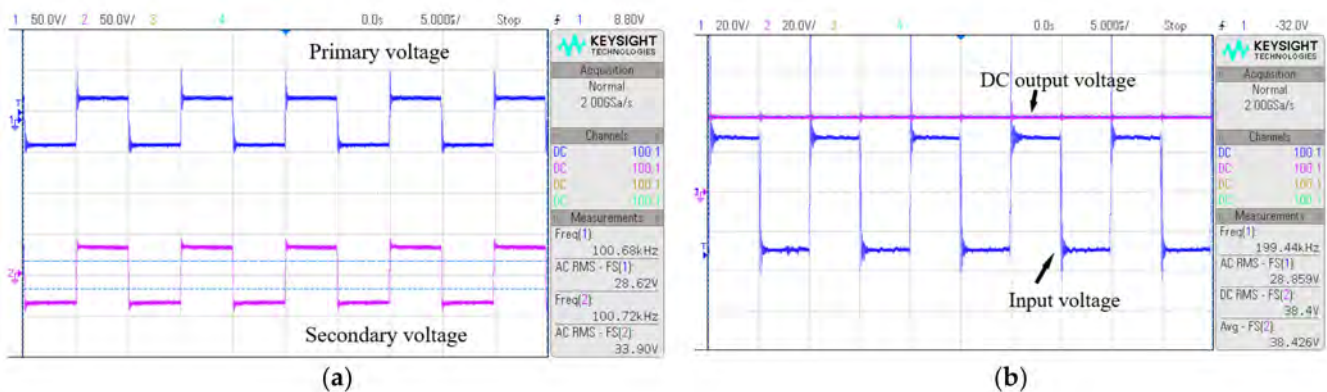 1 50.0V/ 2 50.0V/ 3 4 0.0s 5.000㎲/ Stop 1 8.80V
Primary voltage
Secondary voltage
KEYSIGHT
TECHNOLOGIES
Acquisition
Normal
2.00GSa/s
Channels
DC 100:1
DC 100:1
DC 100:1
DC 100:1
Measurements
Freq(1)
100.68kHz
AC RMS - FS(1)
28.62V
Freq(2)
100.72kHz
AC RMS - FS(2)
33.90V
(a)
1 20.0V/ 2 20.0V/ 3 4 0.0s 5.000㎲/ Stop 1 -32.0V
DC output voltage
Input voltage
KEYSIGHT
TECHNOLOGIES
Acquisition
Normal
2.00GSa/s
Channels
DC 100:1
DC 100:1
DC 100:1
DC 100:1
Measurements
Freq(1)
199.44kHz
AC RMS - FS(1)
28.859V
DC RMS - FS(2)
38.4V
Avg - FS(2)
38.426V
(b)